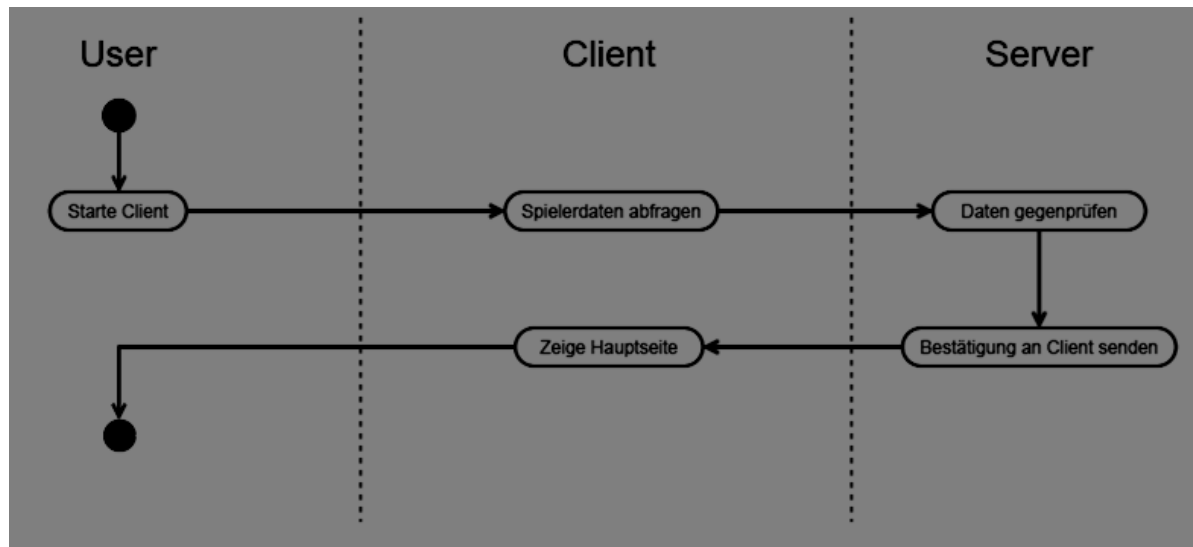 User
Client
Server
Starte Client
Spielerdaten abfragen
Daten gegenprüfen
Zeige Hauptseite
Bestätigung an Client senden